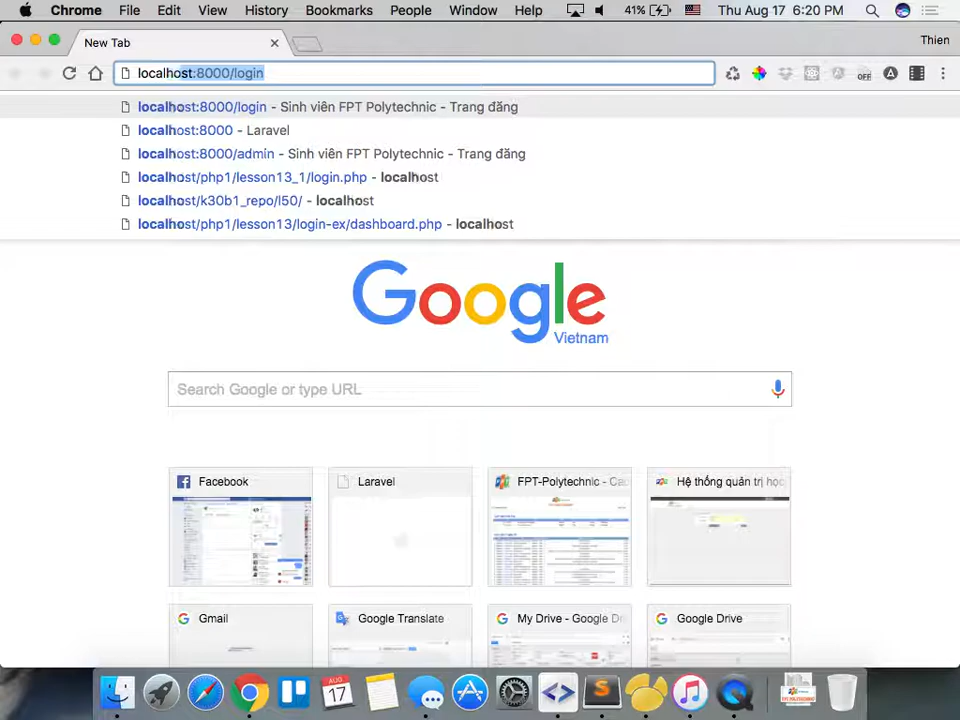 Chrome File Edit View History Bookmarks People Window Help 41% Thu Aug 17 6:20 PM
New Tab Thien
localhost:8000/login OFF
localhost:8000/login - Sinh viên FPT Polytechnic - Trang đăng
localhost:8000 - Laravel
localhost:8000/admin - Sinh viên FPT Polytechnic - Trang đăng
localhost/php1/lesson13_1/login.php - localhost
localhost/k30b1_repo/l50/ - localhost
localhost/php1/lesson13/login-ex/dashboard.php - localhost
Google
Vietnam
Search Google or type URL
Facebook Laravel FPT-Polytechnic - Ca Hệ thống quản trị học
Gmail Google Translate My Drive - Google Dr Google Drive
AUG
17